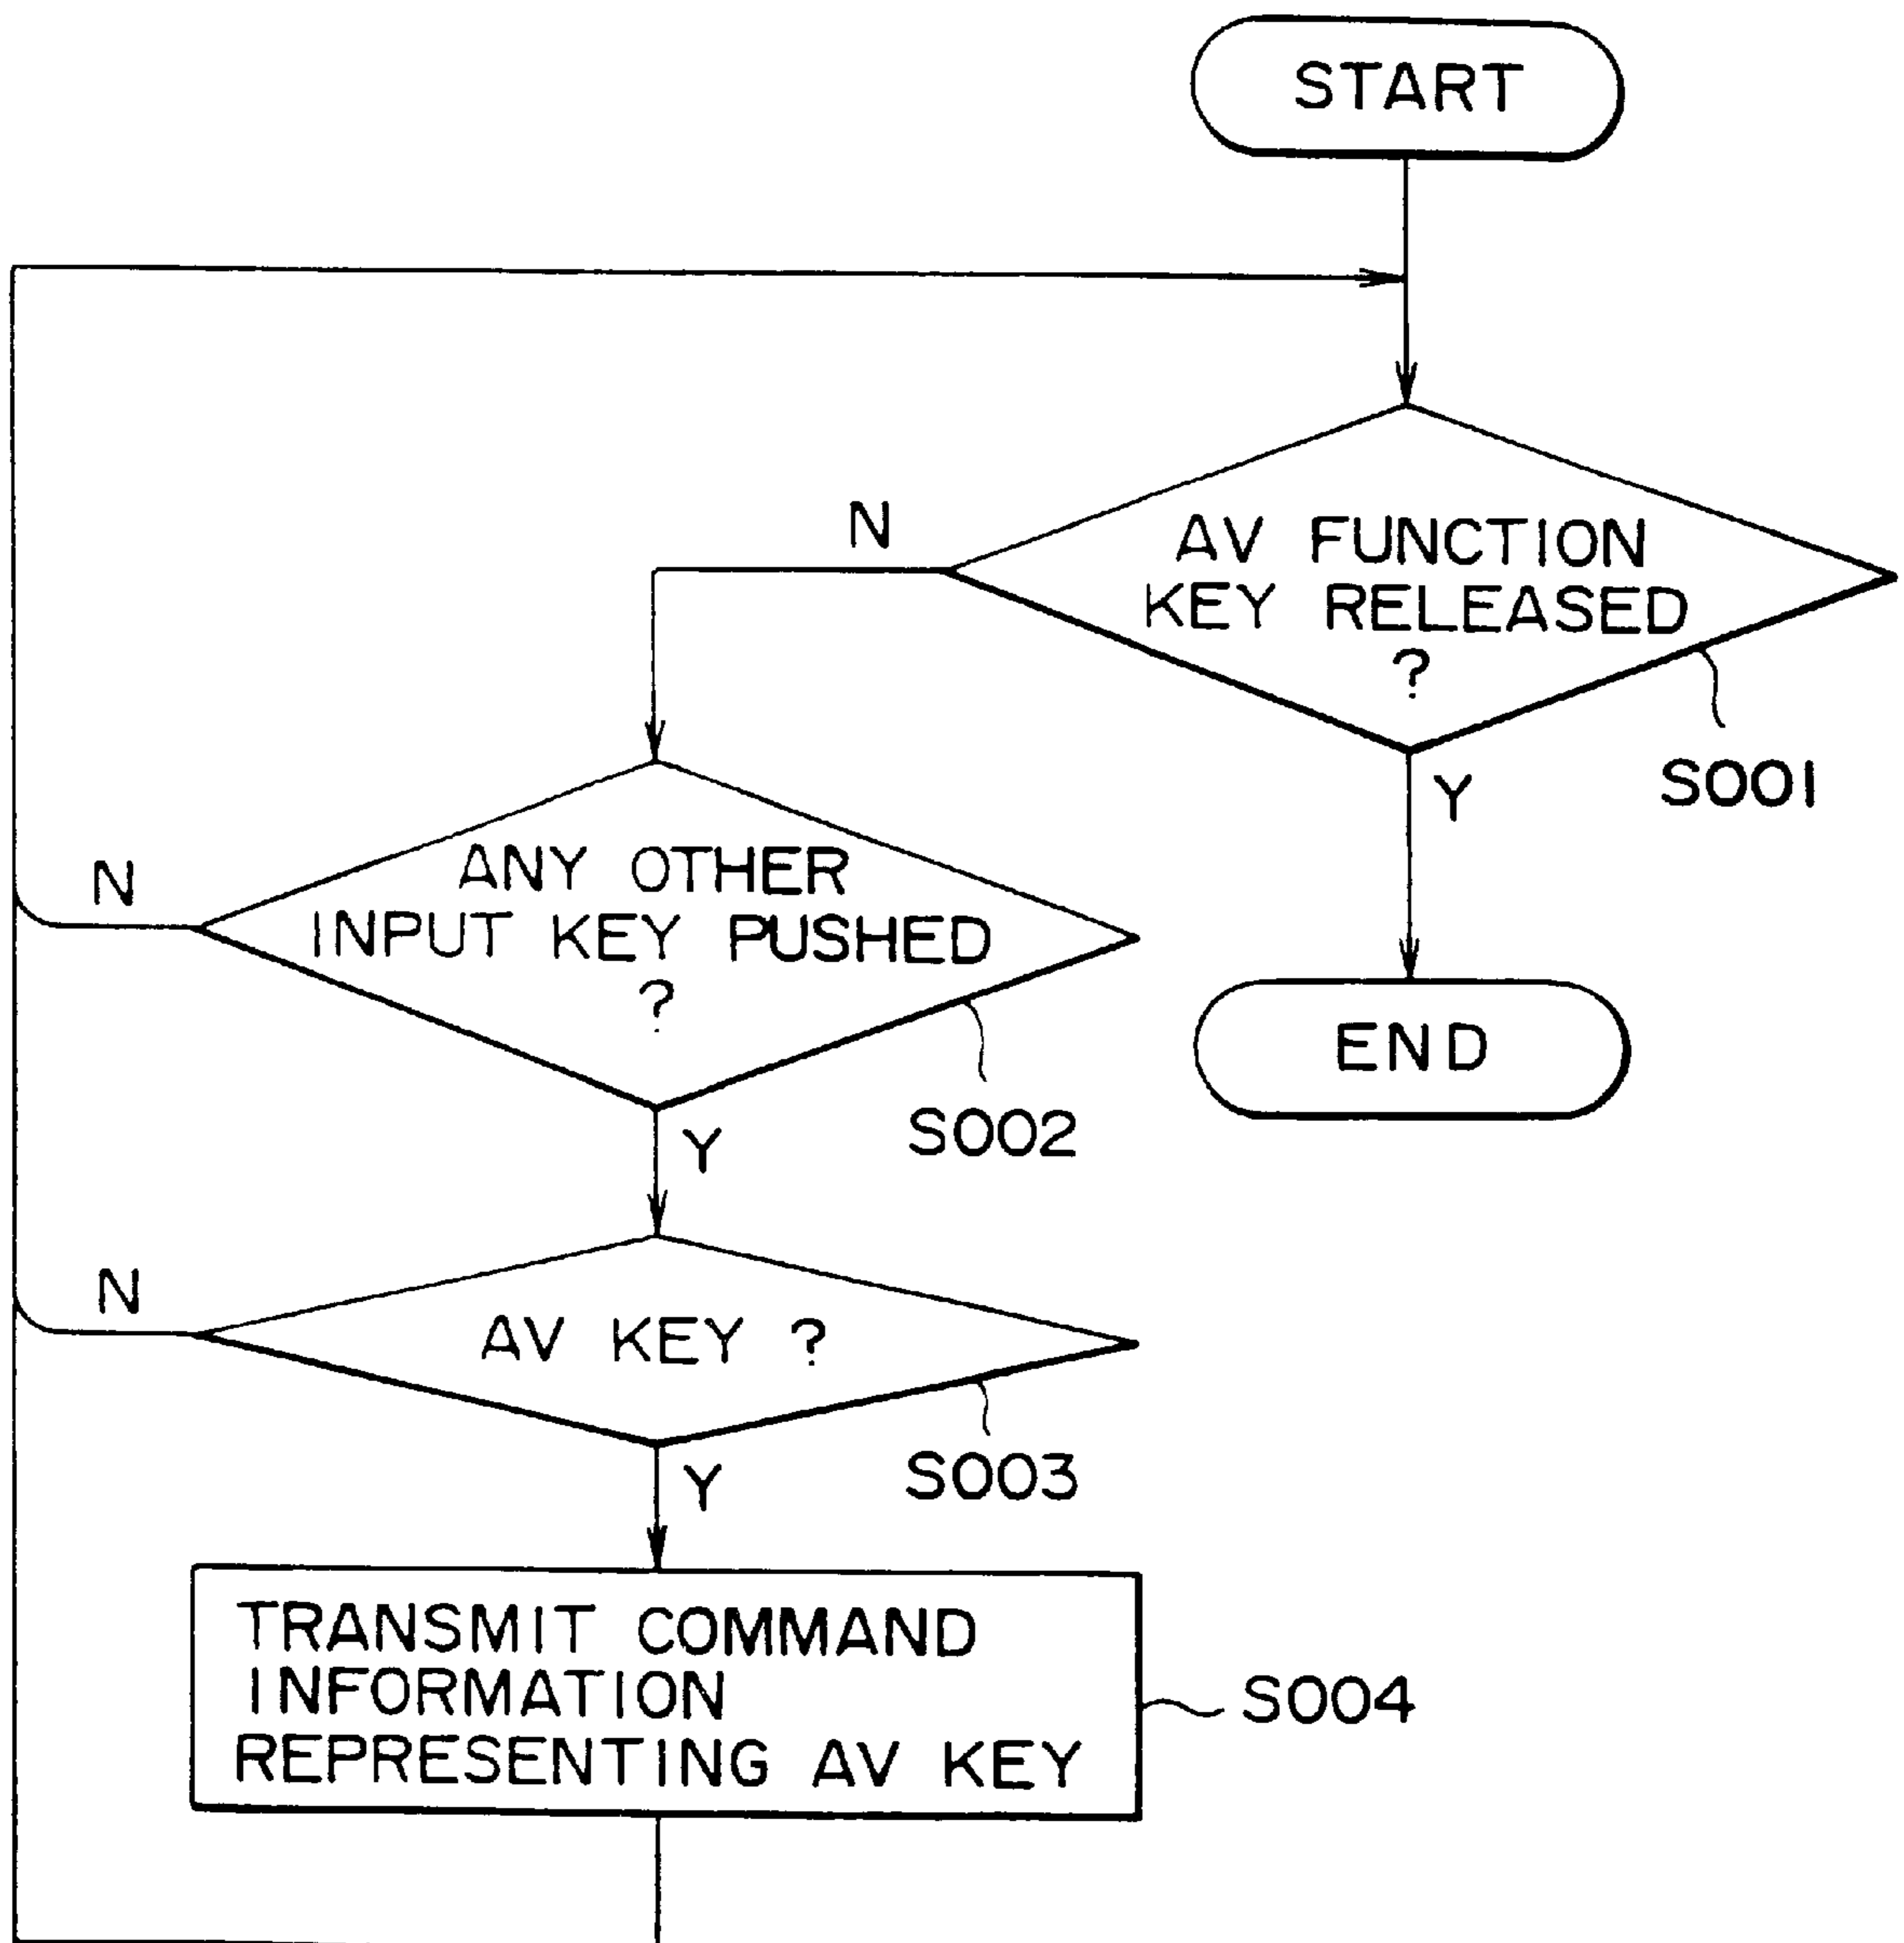 START
N
AV FUNCTION
KEY RELEASED
?
S001
Y
N
ANY OTHER
INPUT KEY PUSHED
?
END
S002
Y
N
AV KEY ?
S003
Y
TRANSMIT COMMAND
INFORMATION
REPRESENTING AV KEY
S004